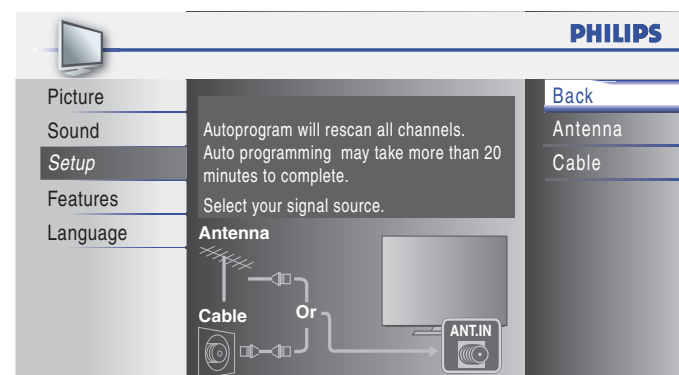 PHILIPS
Picture
Sound
Setup
Features
Language
Autoprogram will rescan all channels.
Auto programming may take more than 20
minutes to complete.
Select your signal source.
Antenna
Cable
Or
ANT.IN
Back
Antenna
Cable